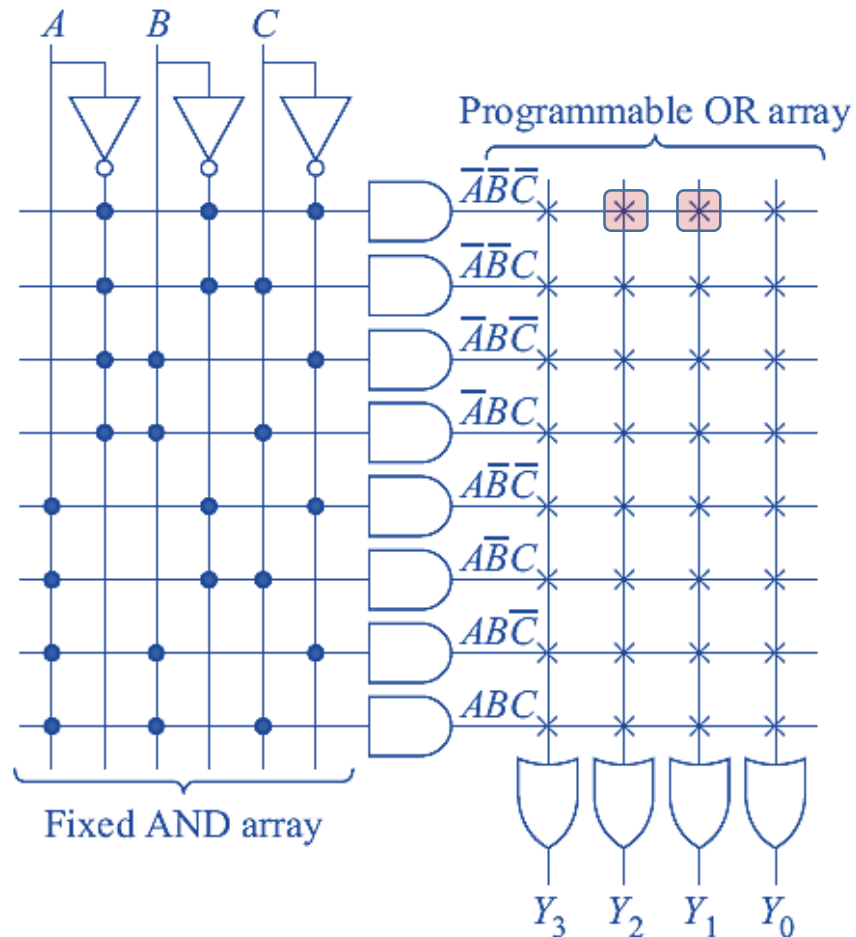 A B C
Programmable OR array
A̅B̅C̅
A̅B̅C
A̅BC̅
A̅BC
AB̅C̅
AB̅C
ABC̅
ABC
Fixed AND array
Y₃ Y₂ Y₁ Y₀